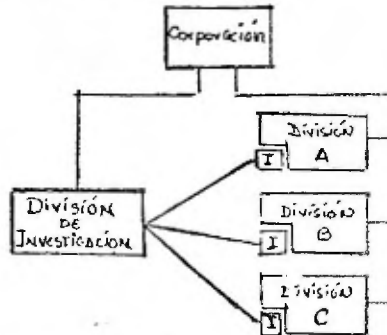 Corporación
División
A
I
División
de
Investigación
División
B
I
División
C
I